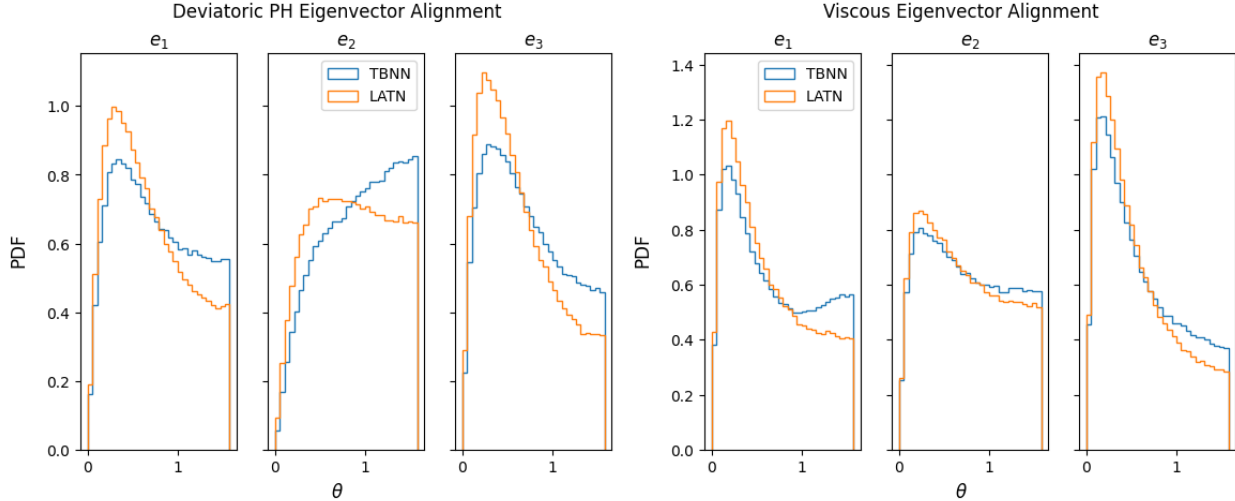 Deviatoric PH Eigenvector Alignment
e₁ e₂ e₃
TBNN
LATN
PDF
0.0
0.2
0.4
0.6
0.8
1.0
0 1 0 1 0 1
θ
Viscous Eigenvector Alignment
e₁ e₂ e₃
TBNN
LATN
PDF
1.4
1.2
1.0
0.8
0.6
0.4
0.2
0.0
0 1 0 1 0 1
θ